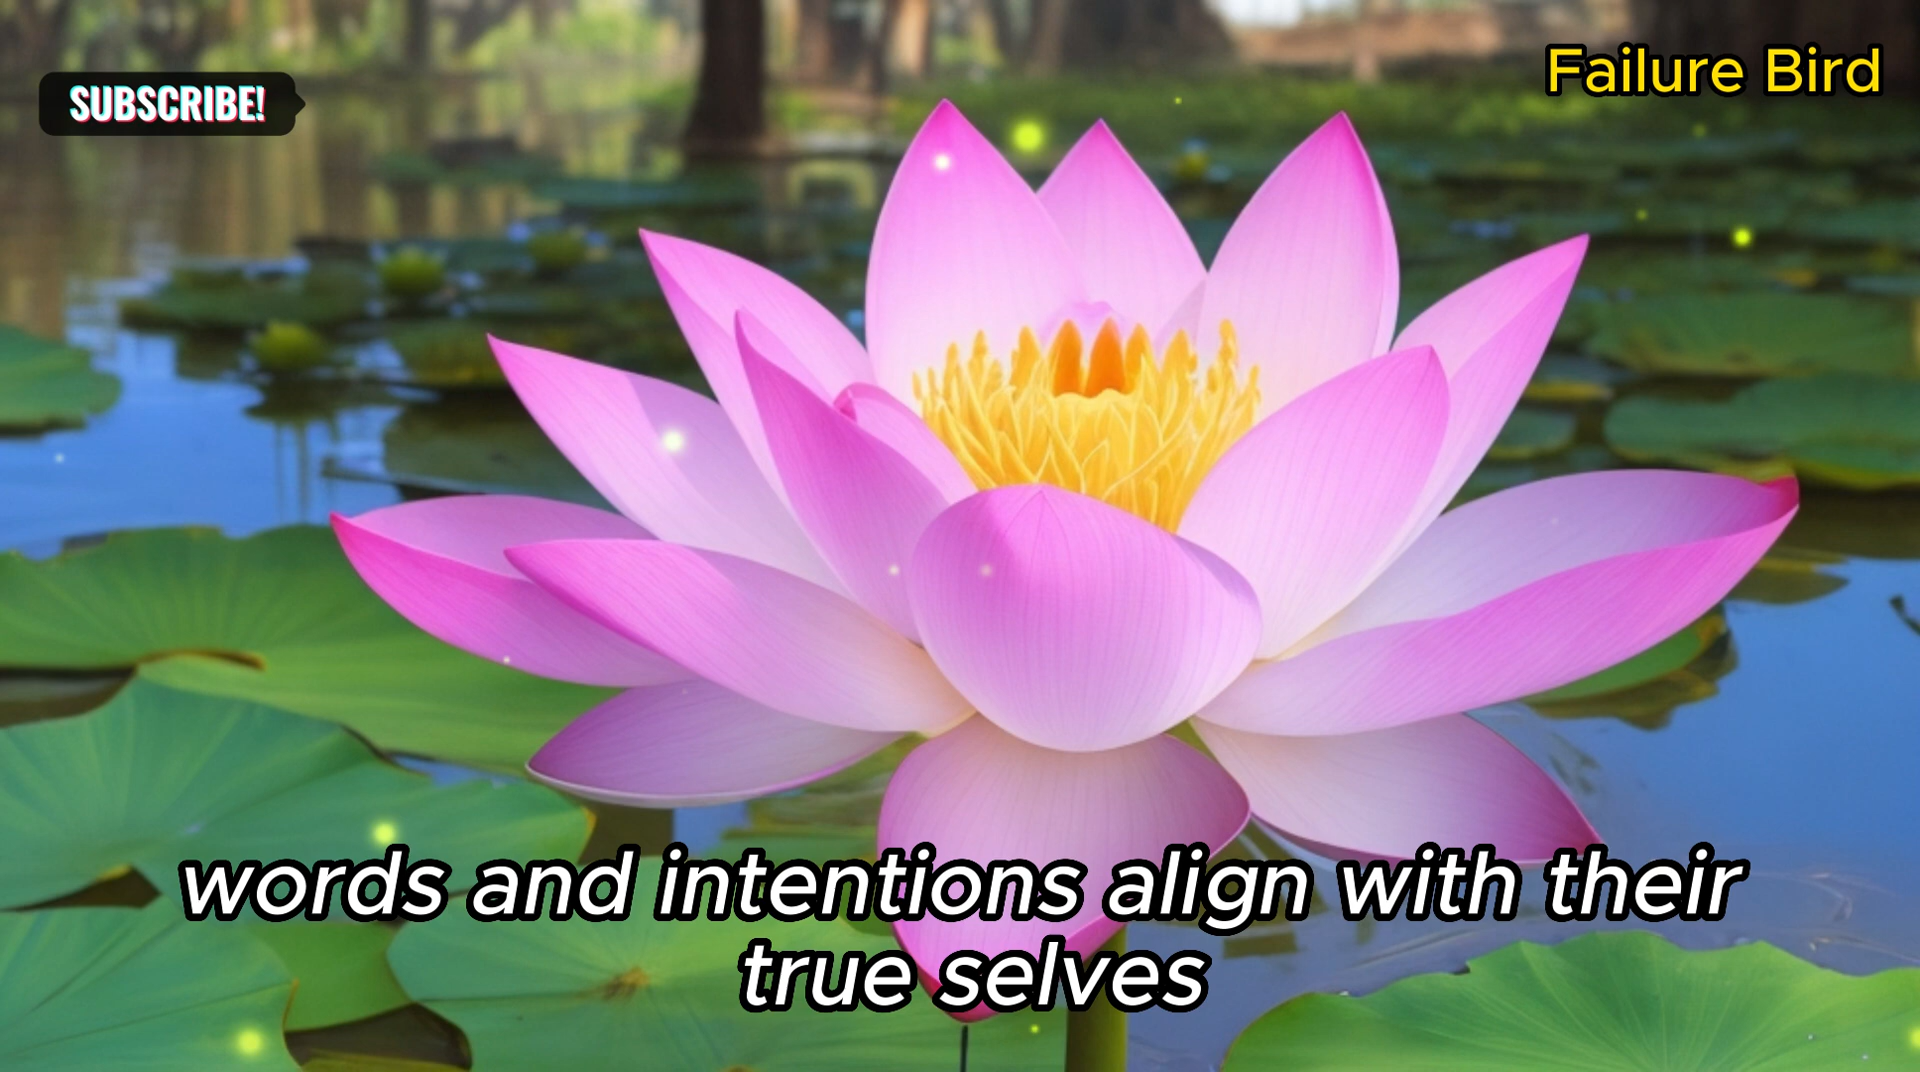 SUBSCRIBE!
Failure Bird
words and intentions align with their
true selves